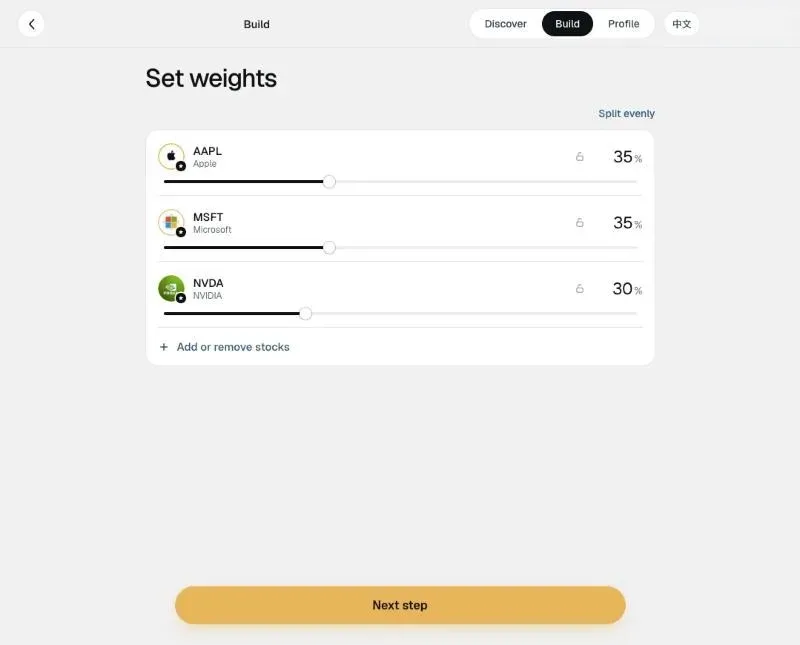 Build
Discover
Build
Profile
中文
Set weights
Split evenly
AAPL
Apple
35%
MSFT
Microsoft
35%
NVDA
NVIDIA
30%
+ Add or remove stocks
Next step